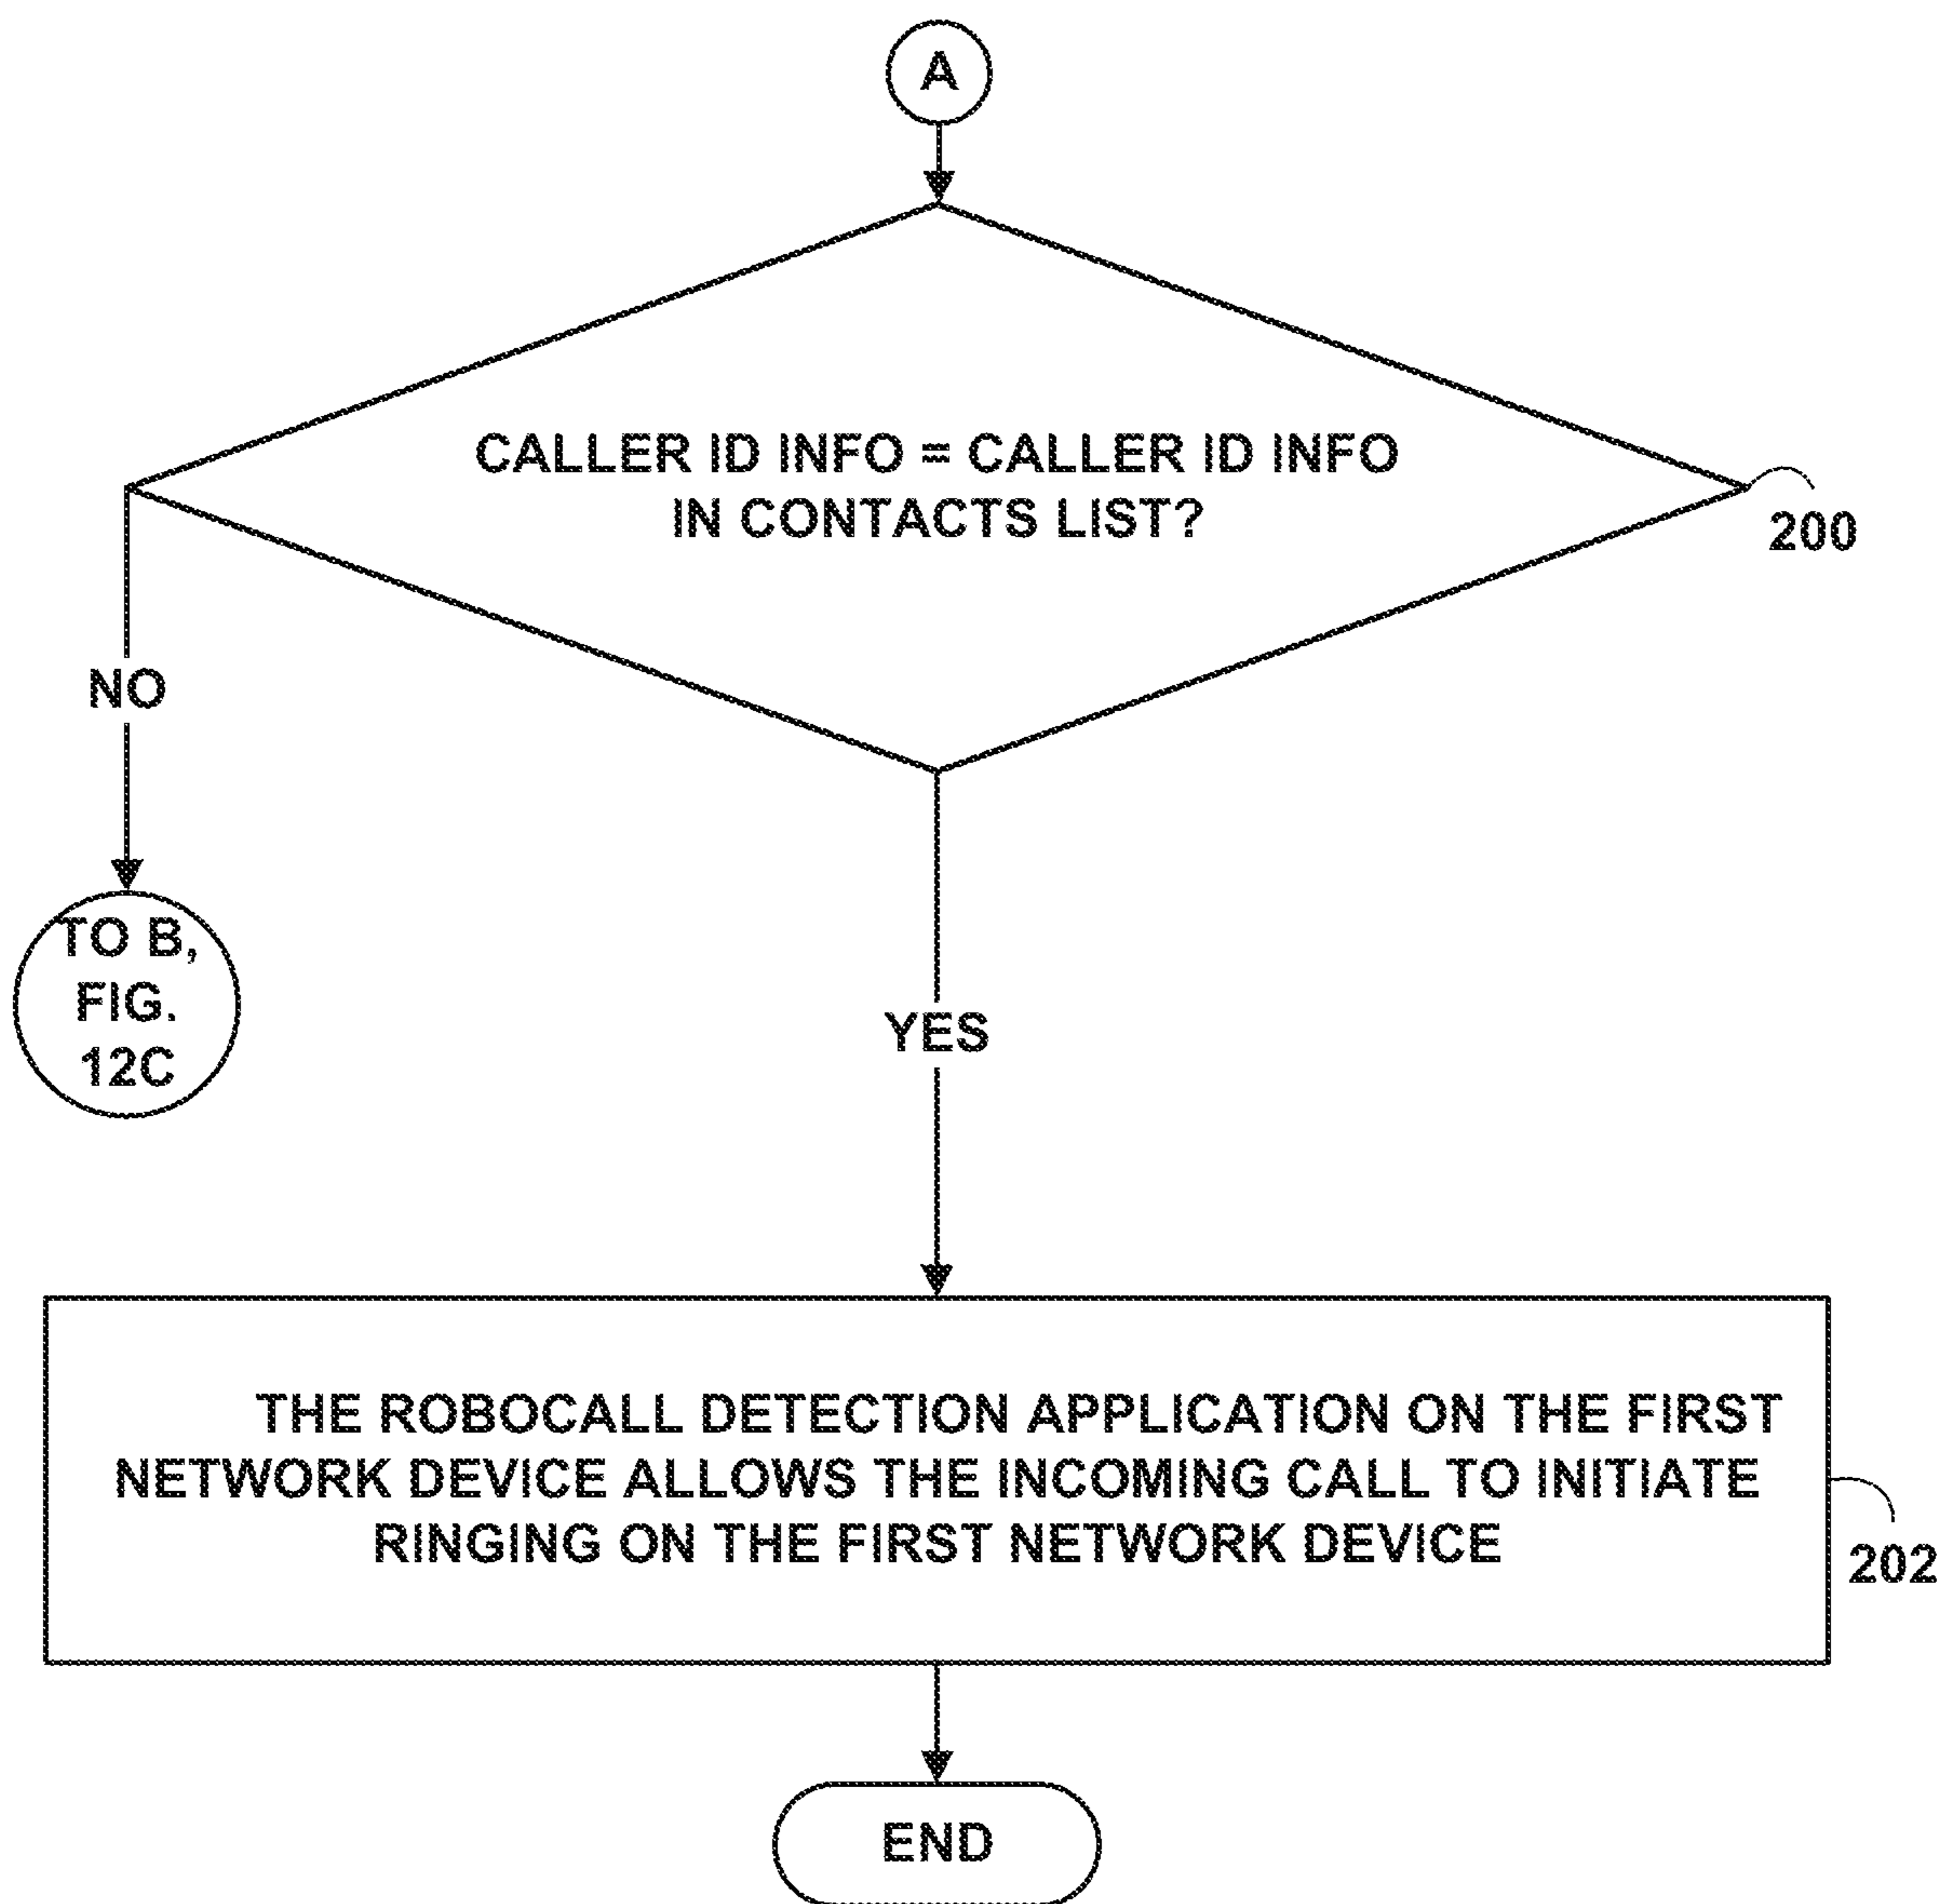 A
CALLER ID INFO = CALLER ID INFO
IN CONTACTS LIST?
200
NO
TO B,
FIG.
12C
YES
THE ROBOCALL DETECTION APPLICATION ON THE FIRST
NETWORK DEVICE ALLOWS THE INCOMING CALL TO INITIATE
RINGING ON THE FIRST NETWORK DEVICE
202
END